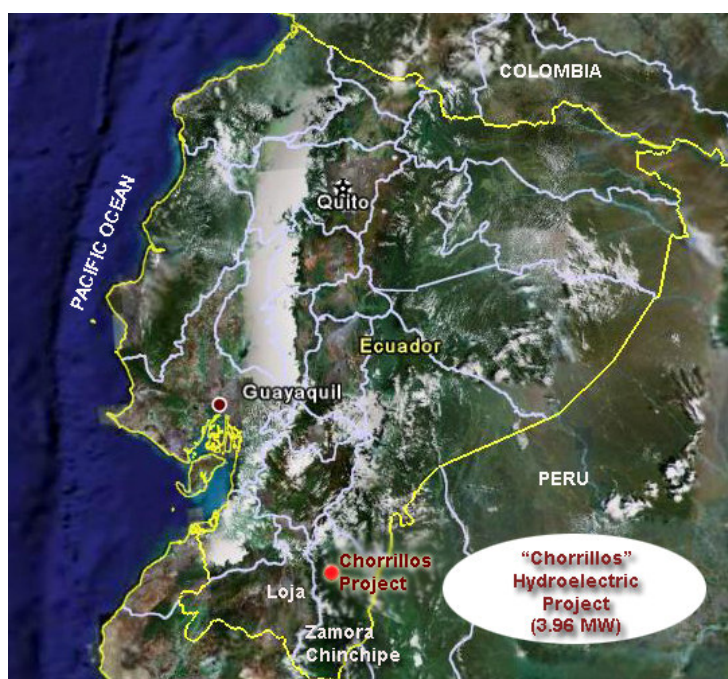 COLOMBIA
Quito
PACIFIC OCEAN
Ecuador
Guayaquil
PERU
Chorrillos
Project
“Chorrillos”
Hydroelectric
Project
(3.96 MW)
Loja
Zamora
Chinchipe